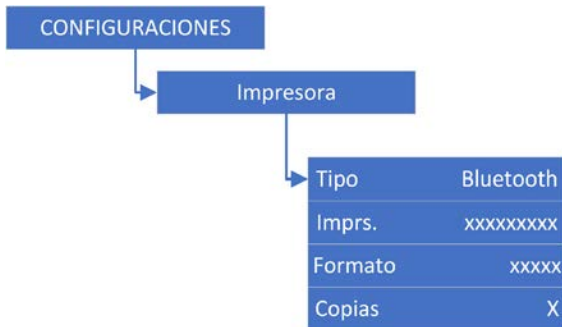 CONFIGURACIONES
Impresora
Tipo Bluetooth
Imprs. xxxxxxxxx
Formato xxxxx
Copias X